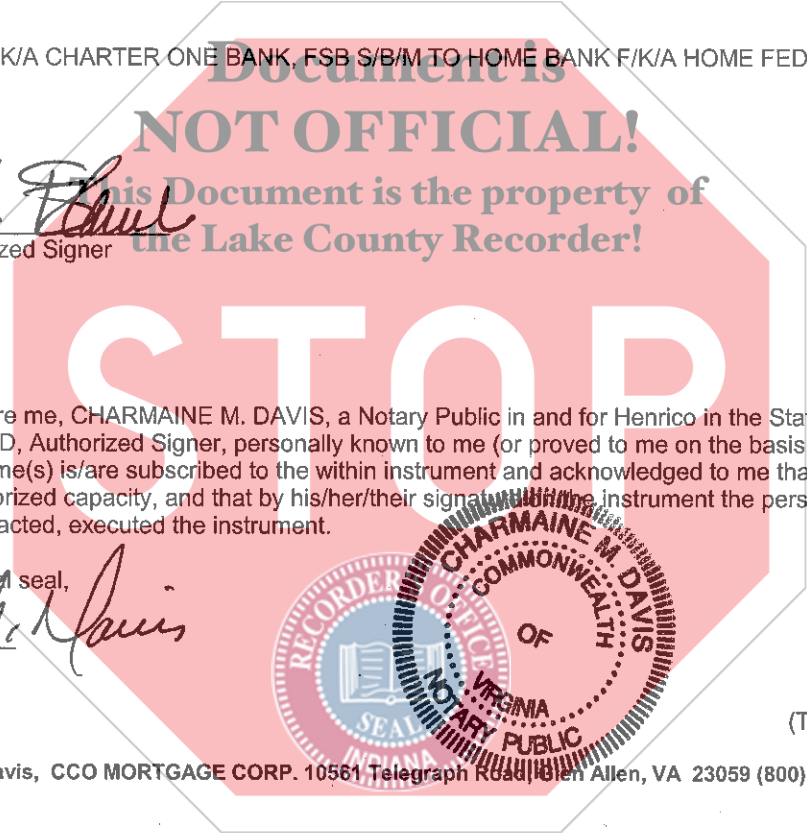 K/A CHARTER ONE BANK, FSB S/B/M TO HOME BANK F/K/A HOME FED
Document is
NOT OFFICIAL!
This Document is the property of
the Lake County Recorder!
zed Signer
STOP
re me, CHARMAINE M. DAVIS, a Notary Public in and for Henrico in the Stat
D, Authorized Signer, personally known to me (or proved to me on the basis
me(s) is/are subscribed to the within instrument and acknowledged to me tha
orized capacity, and that by his/her/their signature on the instrument the pers
acted, executed the instrument.
l seal,
M. Davis
RECORDER'S OFFICE
SEAL
INDIANA
CHARMAINE M. DAVIS
COMMONWEALTH
OF
VIRGINIA
NOTARY PUBLIC
(T
avis, CCO MORTGAGE CORP. 10561 Telegraph Road, Glen Allen, VA 23059 (800)